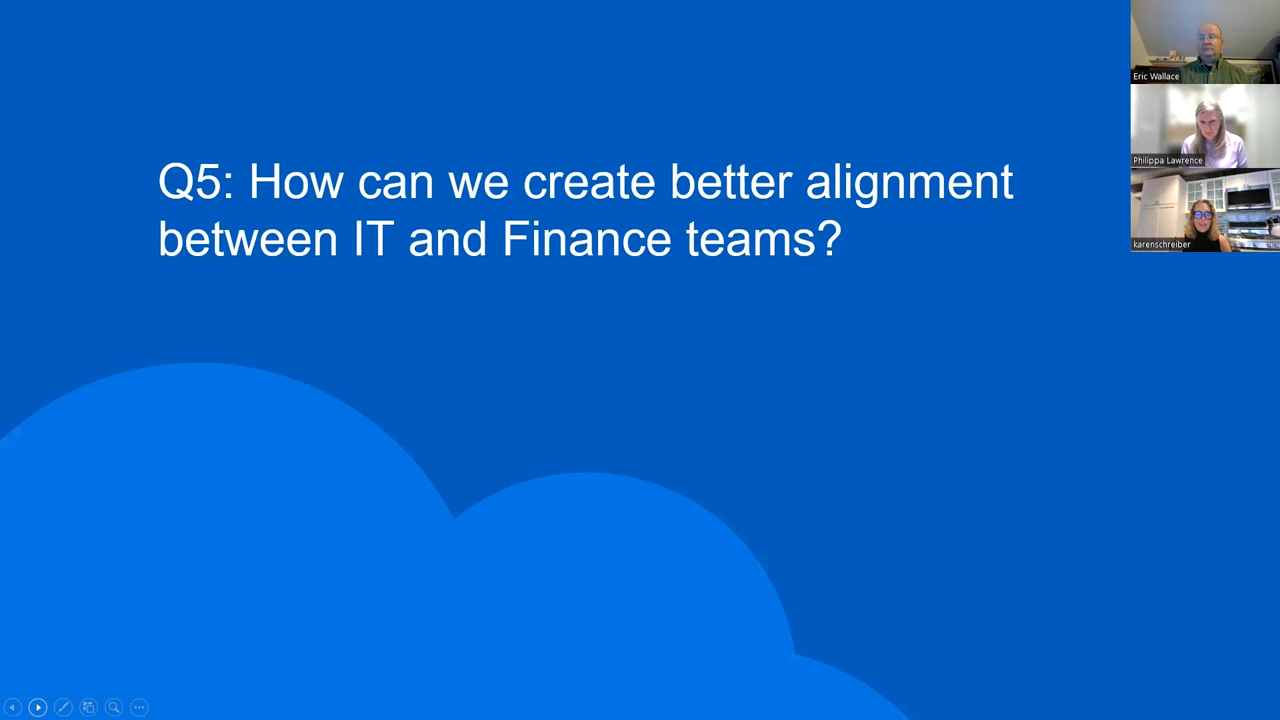 Q5: How can we create better alignment
between IT and Finance teams?
Eric Wallace
Philippa Lawrence
karenschreiber